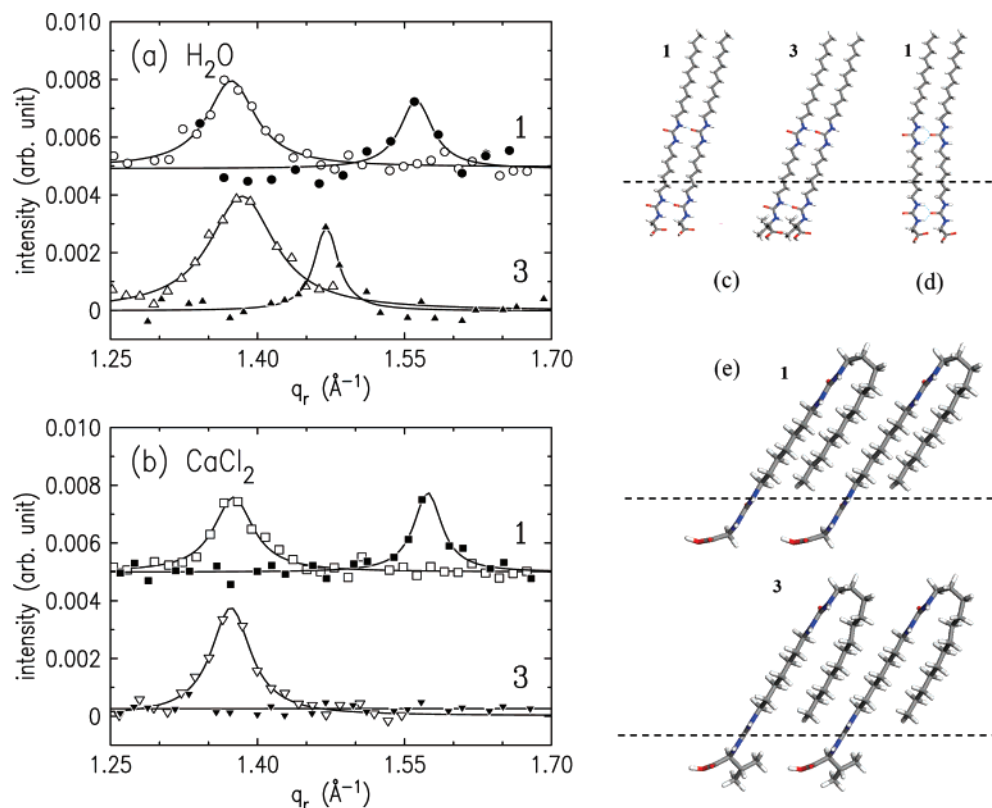 0.010
(a) H₂O
0.008
0.006
1
0.004
0.002
3
0
intensity (arb. unit)
1.25 1.40 1.55 1.70
qᵣ (Å⁻¹)
0.010
(b) CaCl₂
0.008
0.006
1
0.004
0.002
3
0
intensity (arb. unit)
1.25 1.40 1.55 1.70
qᵣ (Å⁻¹)
1 3 1
(c) (d)
(e)
1
3